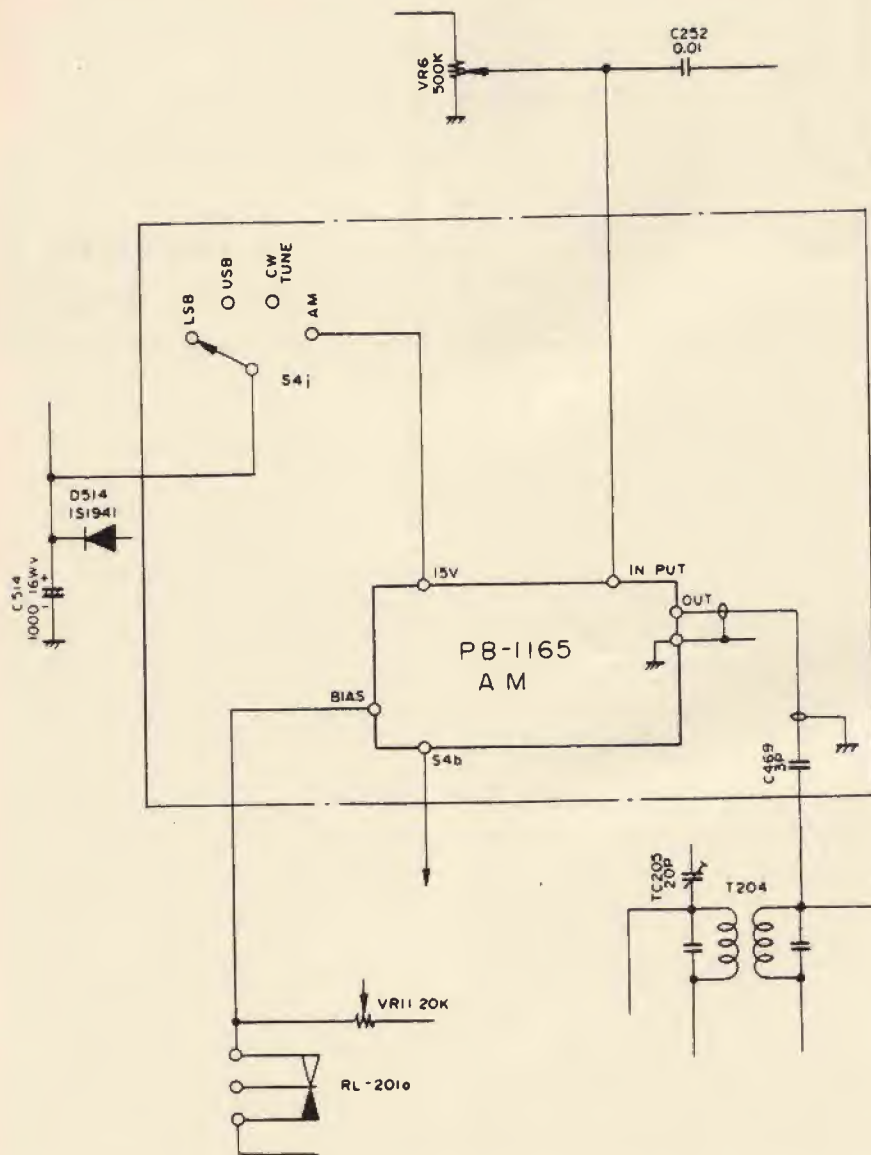 C252
0.01
VR6
500K
LSB
USB
CW
TUNE
AM
S4j
D514
1S1941
C514
1000 16WV
+
-
15V
IN PUT
OUT
PB-1165
AM
BIAS
S4b
C469
3P
TC205
20P
T204
VR11 20K
RL-201a